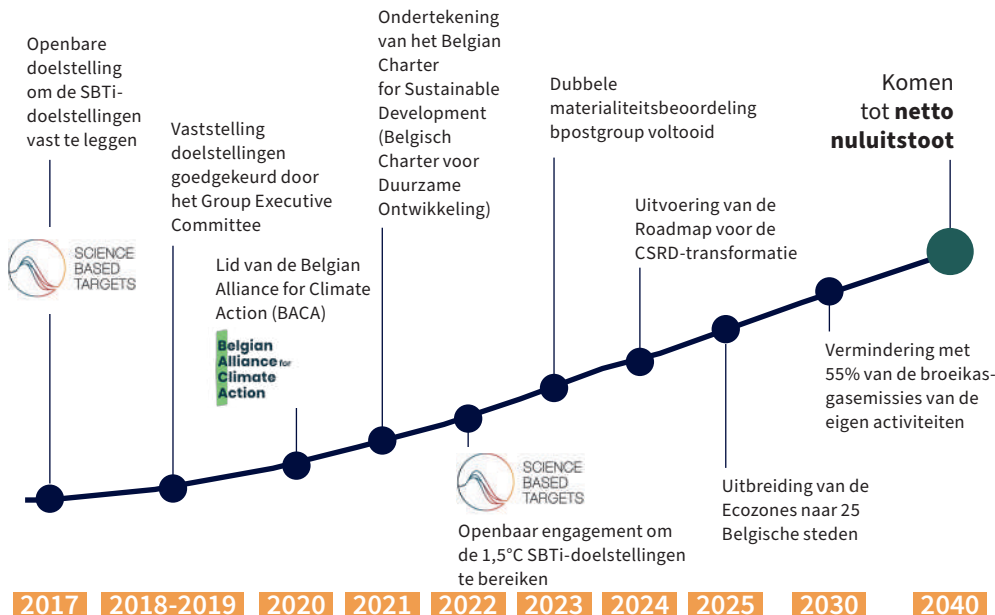 Openbare
doelstelling
om de SBTi-
doelstellingen
vast te leggen
SCIENCE
BASED
TARGETS
Vaststelling
doelstellingen
goedgekeurd door
het Group Executive
Committee
Lid van de Belgian
Alliance for Climate
Action (BACA)
Belgian
Alliance for
Climate
Action
Ondertekening
van het Belgian
Charter
for Sustainable
Development
(Belgisch
Charter voor
Duurzame
Ontwikkeling)
SCIENCE
BASED
TARGETS
Openbaar engagement om
de 1,5°C SBTi-doelstellingen
te bereiken
Dubbele
materialiteitsbeoordeling
bpostgroup voltooid
Uitvoering van de
Roadmap voor de
CSRD-transformatie
Uitbreiding van de
Ecozones naar 25
Belgische steden
Vermindering met
55% van de broeikas-
gasemissies van de
eigen activiteiten
Komen
tot netto
nuluitstoot
2017 2018-2019 2020 2021 2022 2023 2024 2025 2030 2040